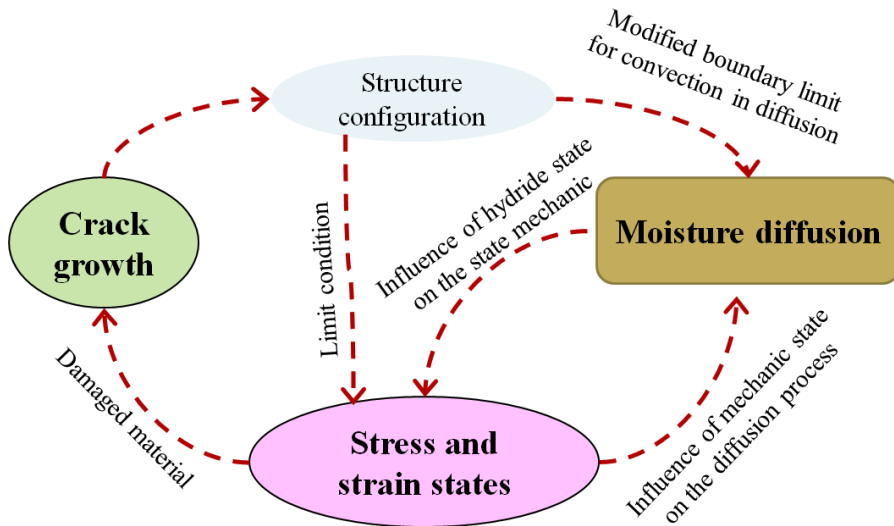 Structure
configuration
Modified boundary limit
for convection in diffusion
Crack
growth
Limit condition
Influence of hydride state
on the state mechanic
Moisture diffusion
Damaged material
Stress and
strain states
Influence of mechanic state
on the diffusion process